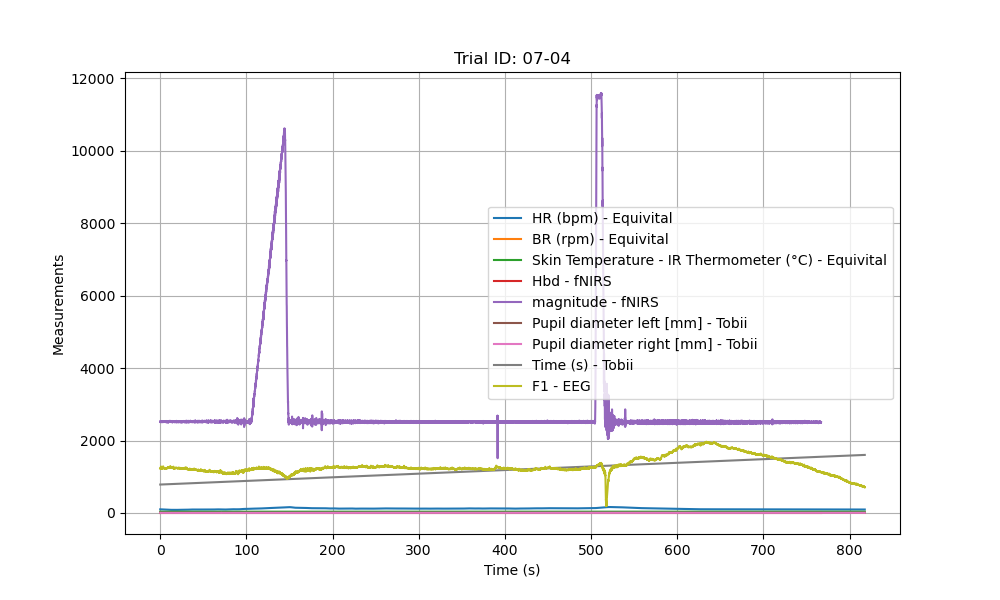 Trial ID: 07-04
12000
10000
8000
6000
4000
2000
0
Measurements
HR (bpm) - Equivital
BR (rpm) - Equivital
Skin Temperature - IR Thermometer (°C) - Equivital
Hbd - fNIRS
magnitude - fNIRS
Pupil diameter left [mm] - Tobii
Pupil diameter right [mm] - Tobii
Time (s) - Tobii
F1 - EEG
0 100 200 300 400 500 600 700 800
Time (s)